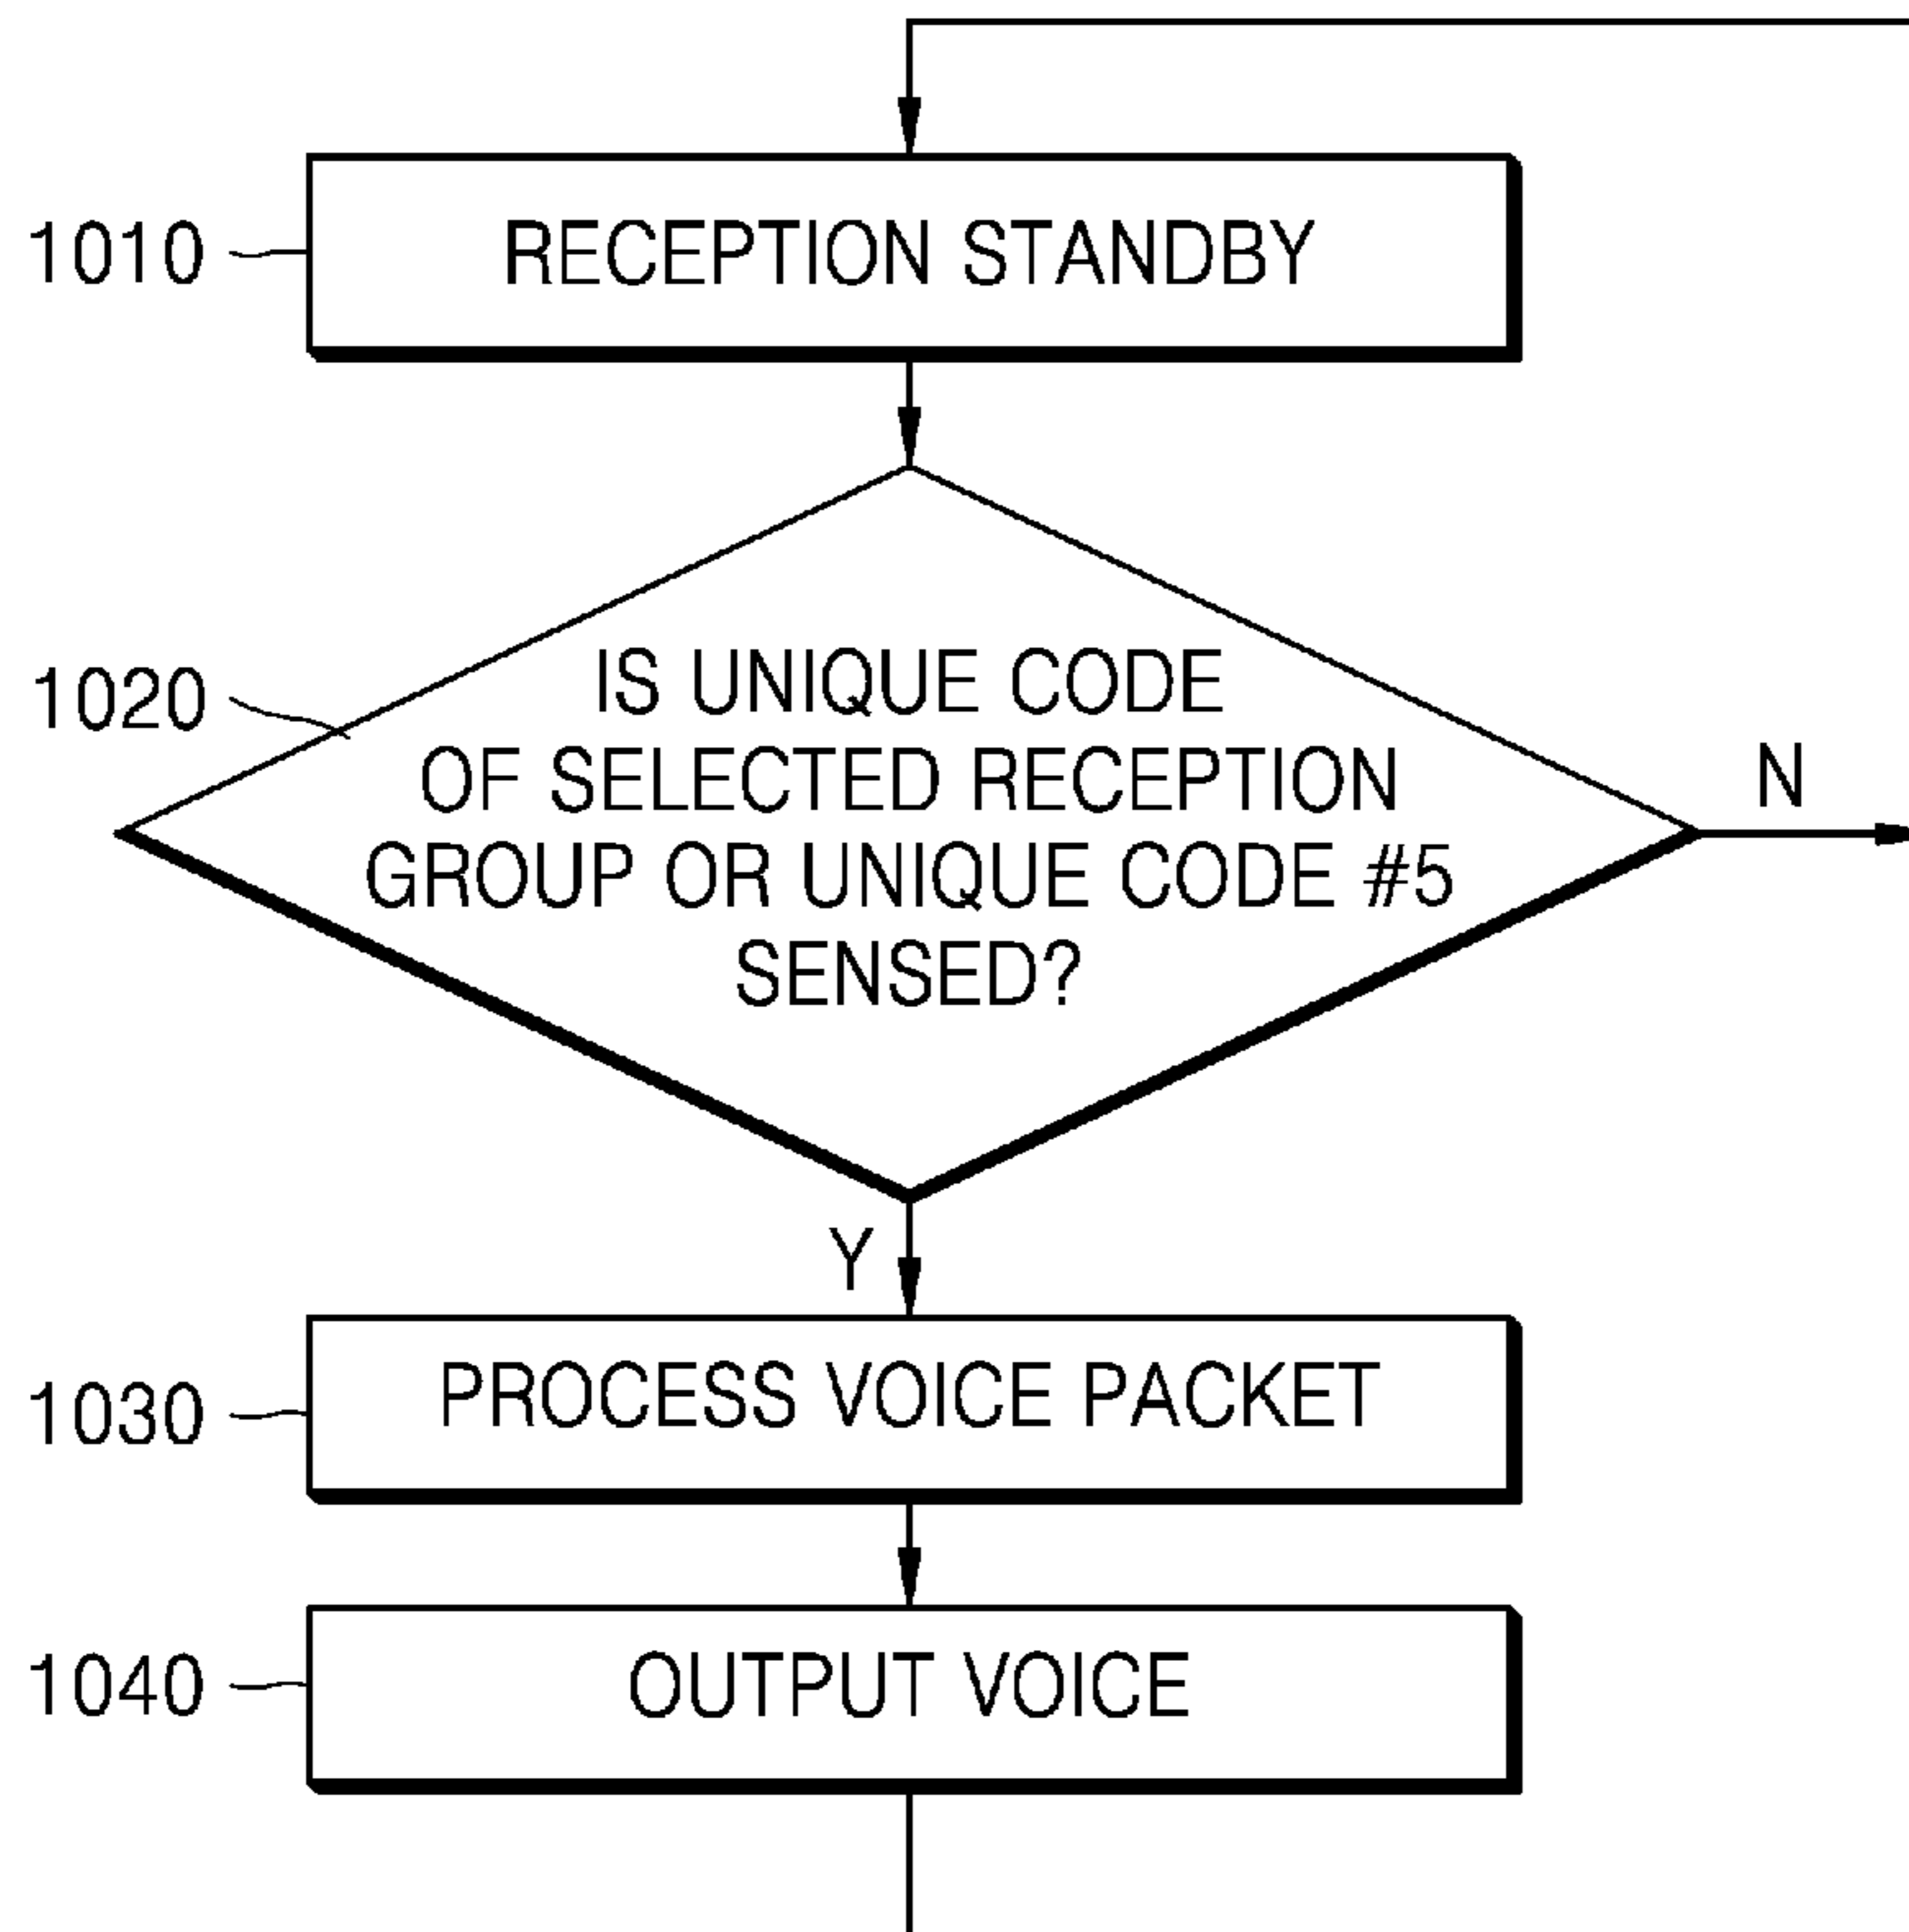 1010
RECEPTION STANDBY
1020
IS UNIQUE CODE
OF SELECTED RECEPTION
GROUP OR UNIQUE CODE #5
SENSED?
N
Y
1030
PROCESS VOICE PACKET
1040
OUTPUT VOICE